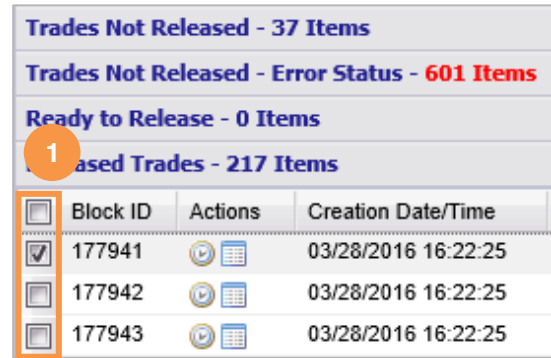 Trades Not Released - 37 Items
Trades Not Released - Error Status - 601 Items
Ready to Release - 0 Items
1
ased Trades - 217 Items
Block ID Actions Creation Date/Time
177941 03/28/2016 16:22:25
177942 03/28/2016 16:22:25
177943 03/28/2016 16:22:25